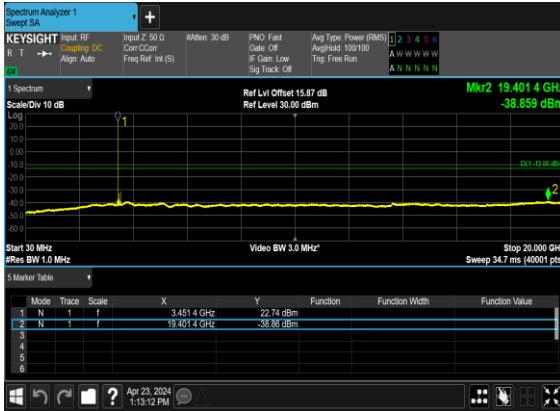 Spectrum Analyzer 1
Swept SA
+
KEYSIGHT
R T
LV
Input: RF
Coupling: DC
Align: Auto
Input Z: 50 Ω
Corr CCorr
Freq Ref: Int (S)
#Atten: 30 dB
PNO: Fast
Gate: Off
IF Gain: Low
Sig Track: Off
Avg Type: Power (RMS)
Avg|Hold: 100/100
Trig: Free Run
1 2 3 4 5 6
A W W W W W
A N N N N N
1 Spectrum
Scale/Div 10 dB
Ref Lvl Offset 15.87 dB
Ref Level 30.00 dBm
Mkr2 19.401 4 GHz
-38.859 dBm
Log
20.0
10.0
0.00
-10.0
-20.0
-30.0
-40.0
-50.0
-60.0
1
DL1 -13.00 dBm
2
Start 30 MHz
#Res BW 1.0 MHz
Video BW 3.0 MHz*
Stop 20.000 GH
Sweep 34.7 ms (40001 pts
5 Marker Table
Mode Trace Scale X Y Function Function Width Function Value
1 N 1 f 3.451 4 GHz 22.74 dBm
2 N 1 f 19.401 4 GHz -38.86 dBm
3
4
5
6
?
Apr 23, 2024
1:13:12 PM